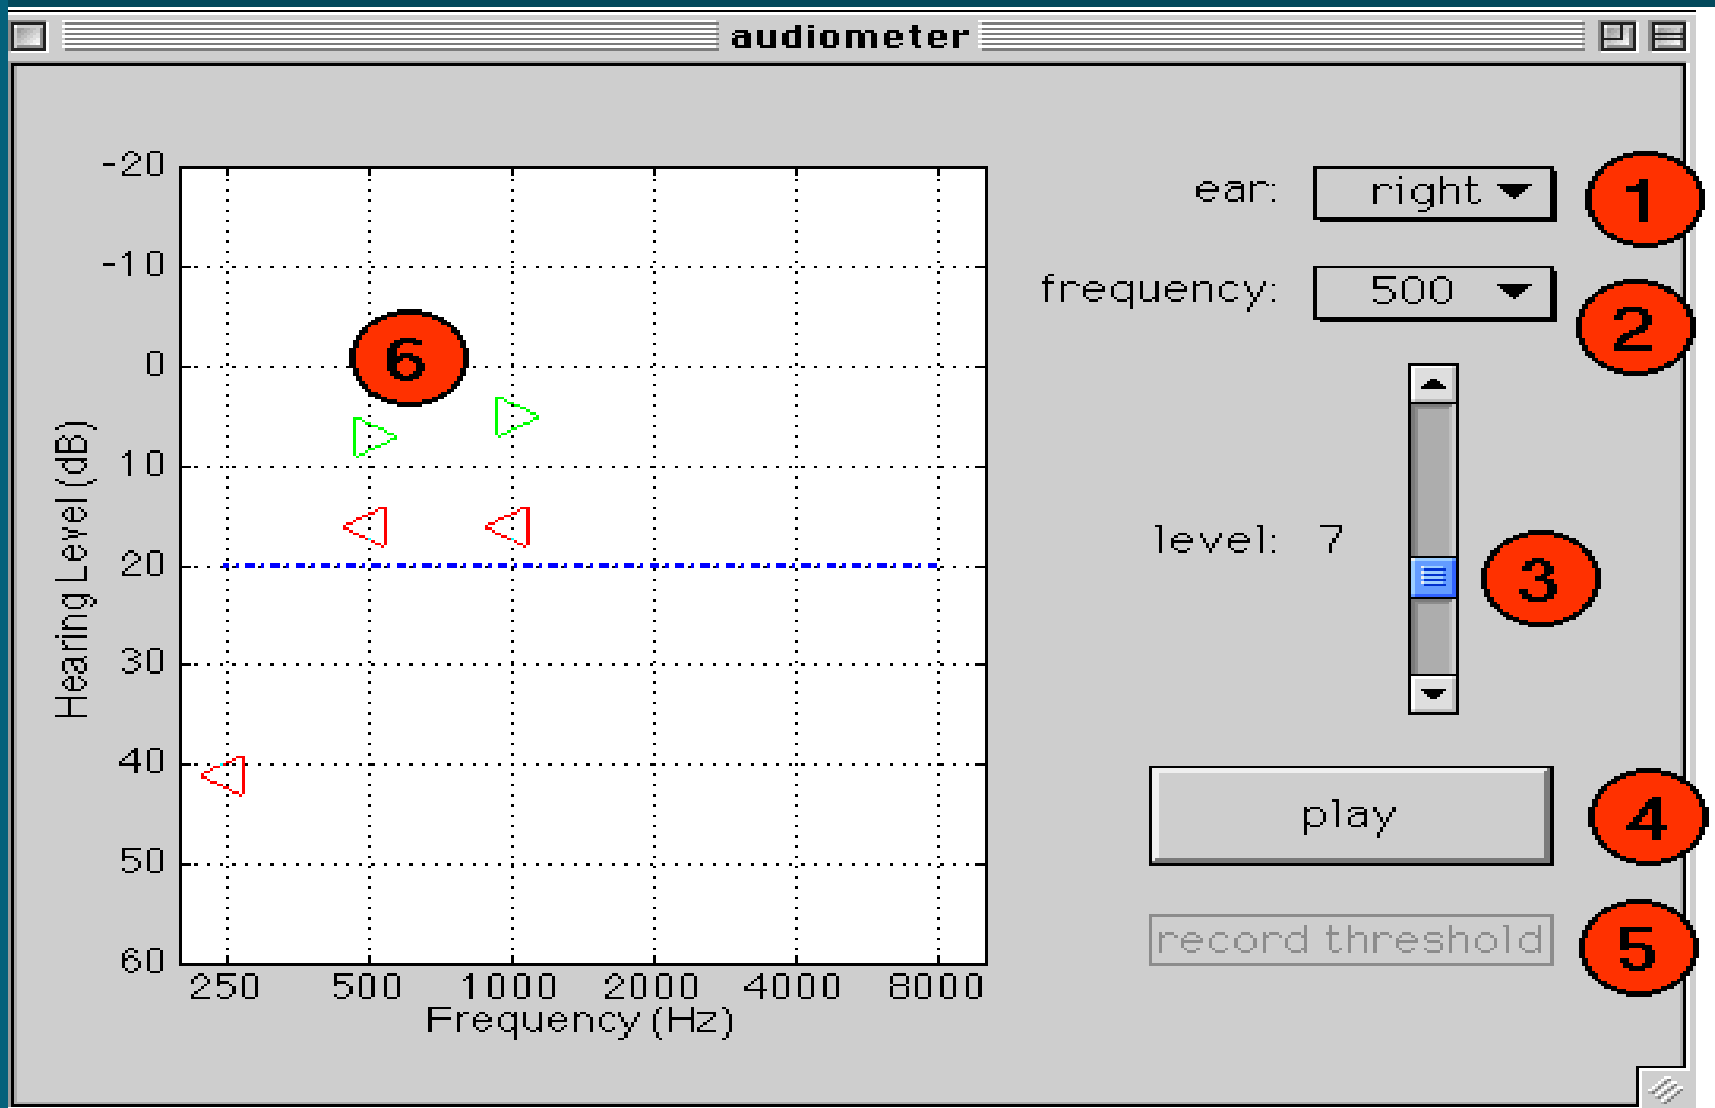 audiometer
-20
-10
0
10
20
30
40
50
60
Hearing Level (dB)
250 500 1000 2000 4000 8000
Frequency (Hz)
6
ear: right 1
frequency: 500 2
level: 7 3
play 4
record threshold 5